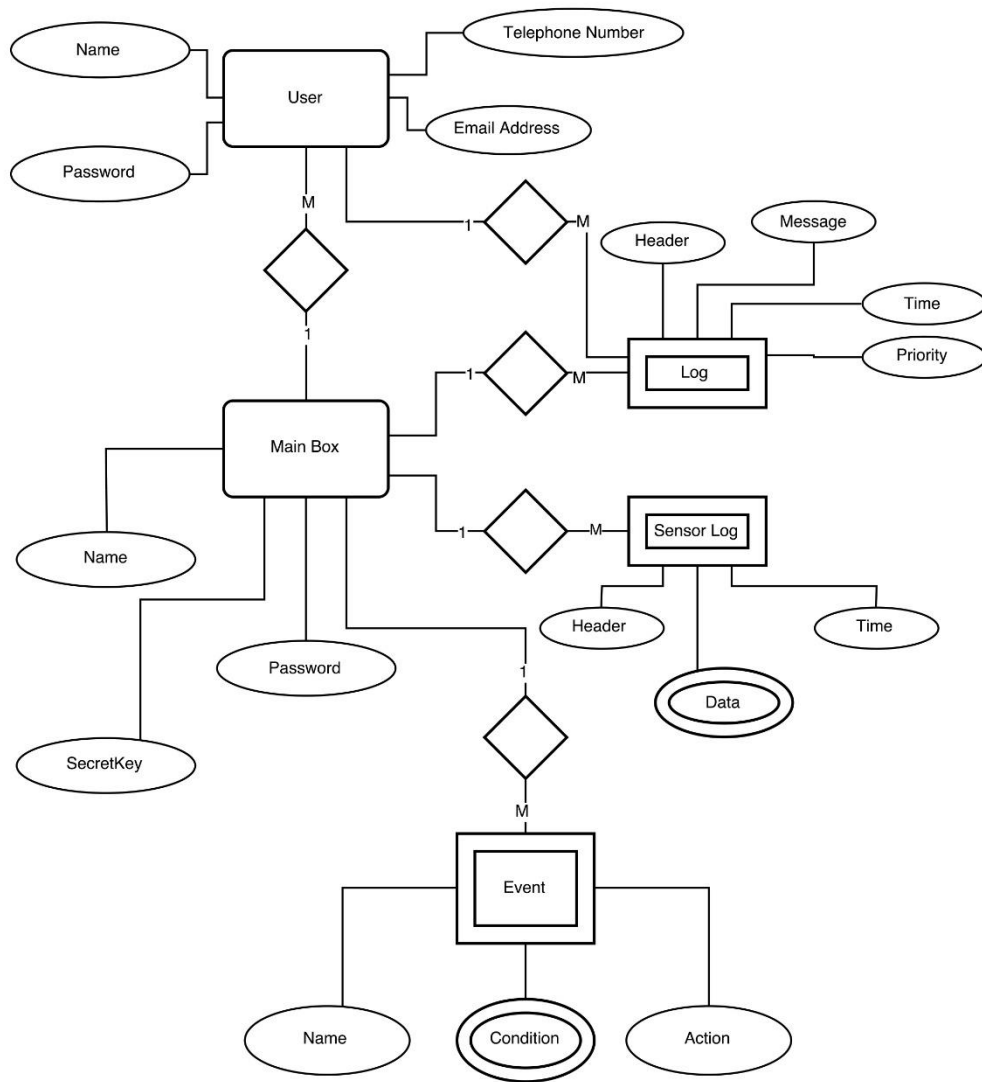 Telephone Number
Name
User
Email Address
Password
M
1
M
Message
Header
Time
1
Priority
1
M
Log
Main Box
1
M
Sensor Log
Name
Header
Time
Password
1
Data
SecretKey
M
Event
Name
Condition
Action